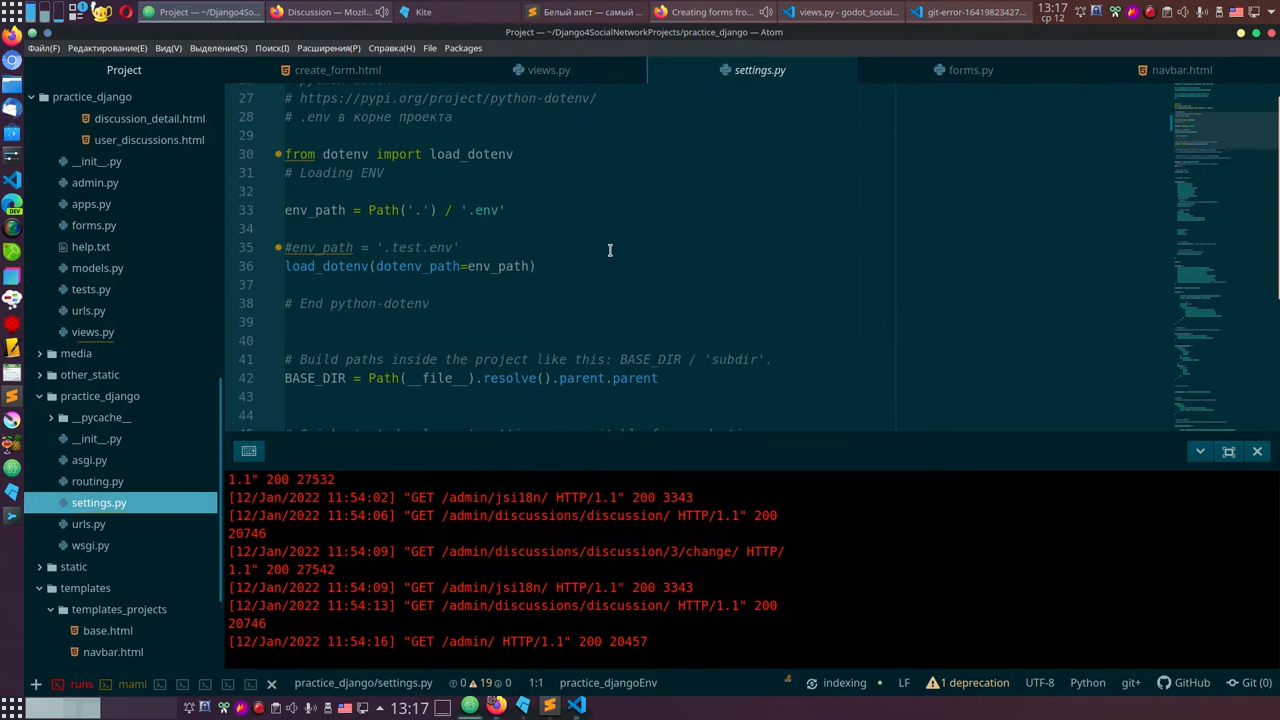 Project — ~/Django4So...
Discussion — Mozil...
Kite
Белый аист — самый ...
Creating forms fro...
views.py - godot_social...
git-error-16419823427...
13:17
ср 12
Project — ~/Django4SocialNetworkProjects/practice_django — Atom
Файл(F)
Редактирование(E)
Вид(V)
Выделение(S)
Поиск(I)
Расширения(P)
Справка(H)
File
Packages
Project
create_form.html
views.py
settings.py
forms.py
navbar.html
practice_django
discussion_detail.html
user_discussions.html
__init__.py
admin.py
apps.py
forms.py
help.txt
models.py
tests.py
urls.py
views.py
media
other_static
practice_django
__pycache__
__init__.py
asgi.py
routing.py
settings.py
urls.py
wsgi.py
static
templates
templates_projects
base.html
navbar.html
27 # https://pypi.org/project/python-dotenv/
28 # .env в корне проекта
29
30 from dotenv import load_dotenv
31 # Loading ENV
32
33 env_path = Path('.') / '.env'
34
35 #env_path = '.test.env'
36 load_dotenv(dotenv_path=env_path)
37
38 # End python-dotenv
39
40
41 # Build paths inside the project like this: BASE_DIR / 'subdir'.
42 BASE_DIR = Path(__file__).resolve().parent.parent
43
44
1.1" 200 27532
[12/Jan/2022 11:54:02] "GET /admin/jsi18n/ HTTP/1.1" 200 3343
[12/Jan/2022 11:54:06] "GET /admin/discussions/discussion/ HTTP/1.1" 200
20746
[12/Jan/2022 11:54:09] "GET /admin/discussions/discussion/3/change/ HTTP/
1.1" 200 27542
[12/Jan/2022 11:54:09] "GET /admin/jsi18n/ HTTP/1.1" 200 3343
[12/Jan/2022 11:54:13] "GET /admin/discussions/discussion/ HTTP/1.1" 200
20746
[12/Jan/2022 11:54:16] "GET /admin/ HTTP/1.1" 200 20457
runs
mami
practice_django/settings.py
0
19
0
1:1
practice_djangoEnv
indexing
LF
1 deprecation
UTF-8
Python
git+
GitHub
Git (0)
13:17